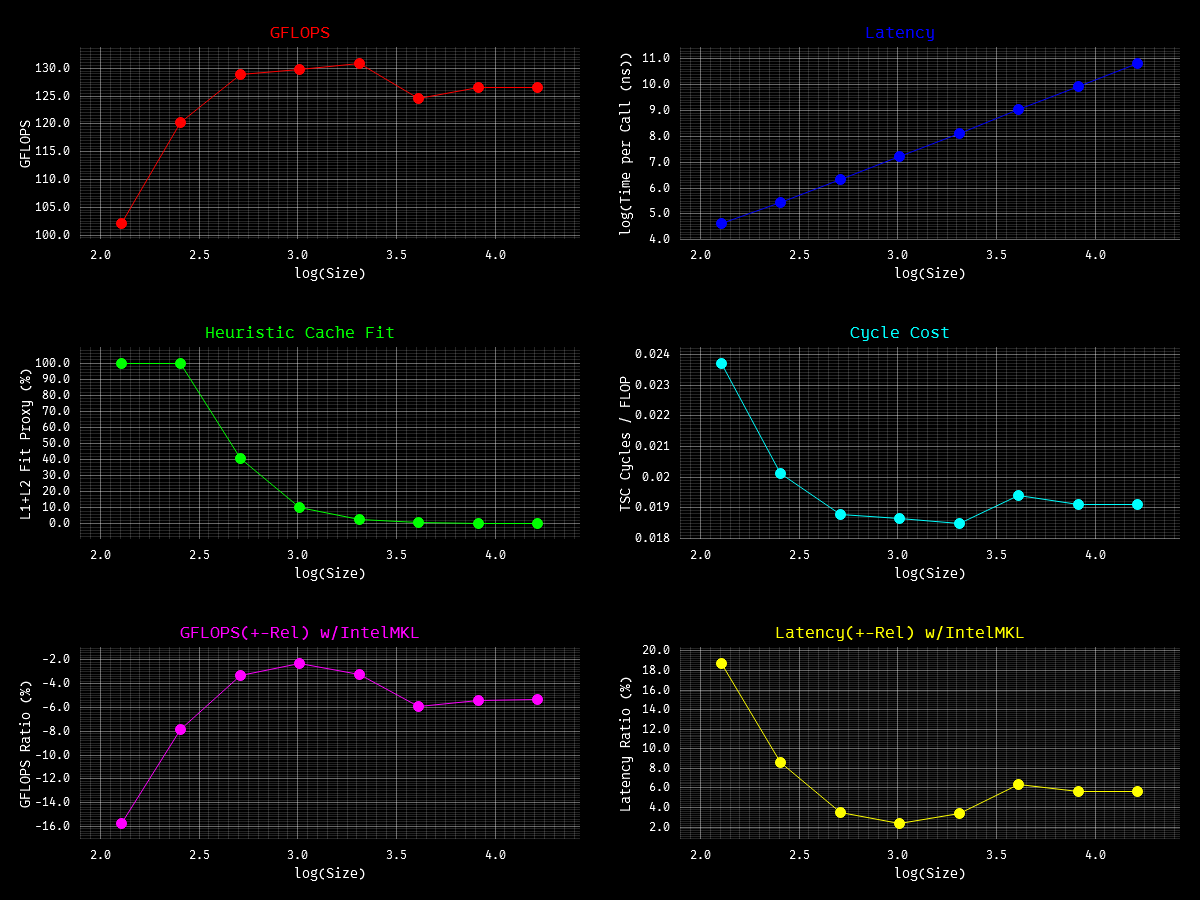 GFLOPS
130.0
125.0
120.0
115.0
110.0
105.0
100.0
GFLOPS
2.0 2.5 3.0 3.5 4.0
log(Size)
Latency
11.0
10.0
9.0
8.0
7.0
6.0
5.0
4.0
log(Time per Call (ns))
2.0 2.5 3.0 3.5 4.0
log(Size)
Heuristic Cache Fit
100.0
90.0
80.0
70.0
60.0
50.0
40.0
30.0
20.0
10.0
0.0
L1+L2 Fit Proxy (%)
2.0 2.5 3.0 3.5 4.0
log(Size)
Cycle Cost
0.024
0.023
0.022
0.021
0.02
0.019
0.018
TSC Cycles / FLOP
2.0 2.5 3.0 3.5 4.0
log(Size)
GFLOPS(+-Rel) w/IntelMKL
-2.0
-4.0
-6.0
-8.0
-10.0
-12.0
-14.0
-16.0
GFLOPS Ratio (%)
2.0 2.5 3.0 3.5 4.0
log(Size)
Latency(+-Rel) w/IntelMKL
20.0
18.0
16.0
14.0
12.0
10.0
8.0
6.0
4.0
2.0
Latency Ratio (%)
2.0 2.5 3.0 3.5 4.0
log(Size)